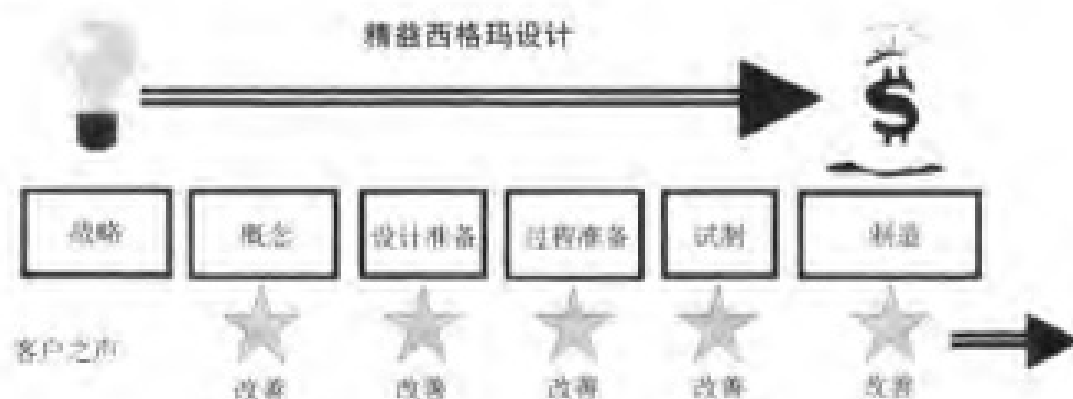 精益西格玛设计
$
战略 概念 设计准备 过程准备 试制 制造
客户之声
改善 改善 改善 改善 改善